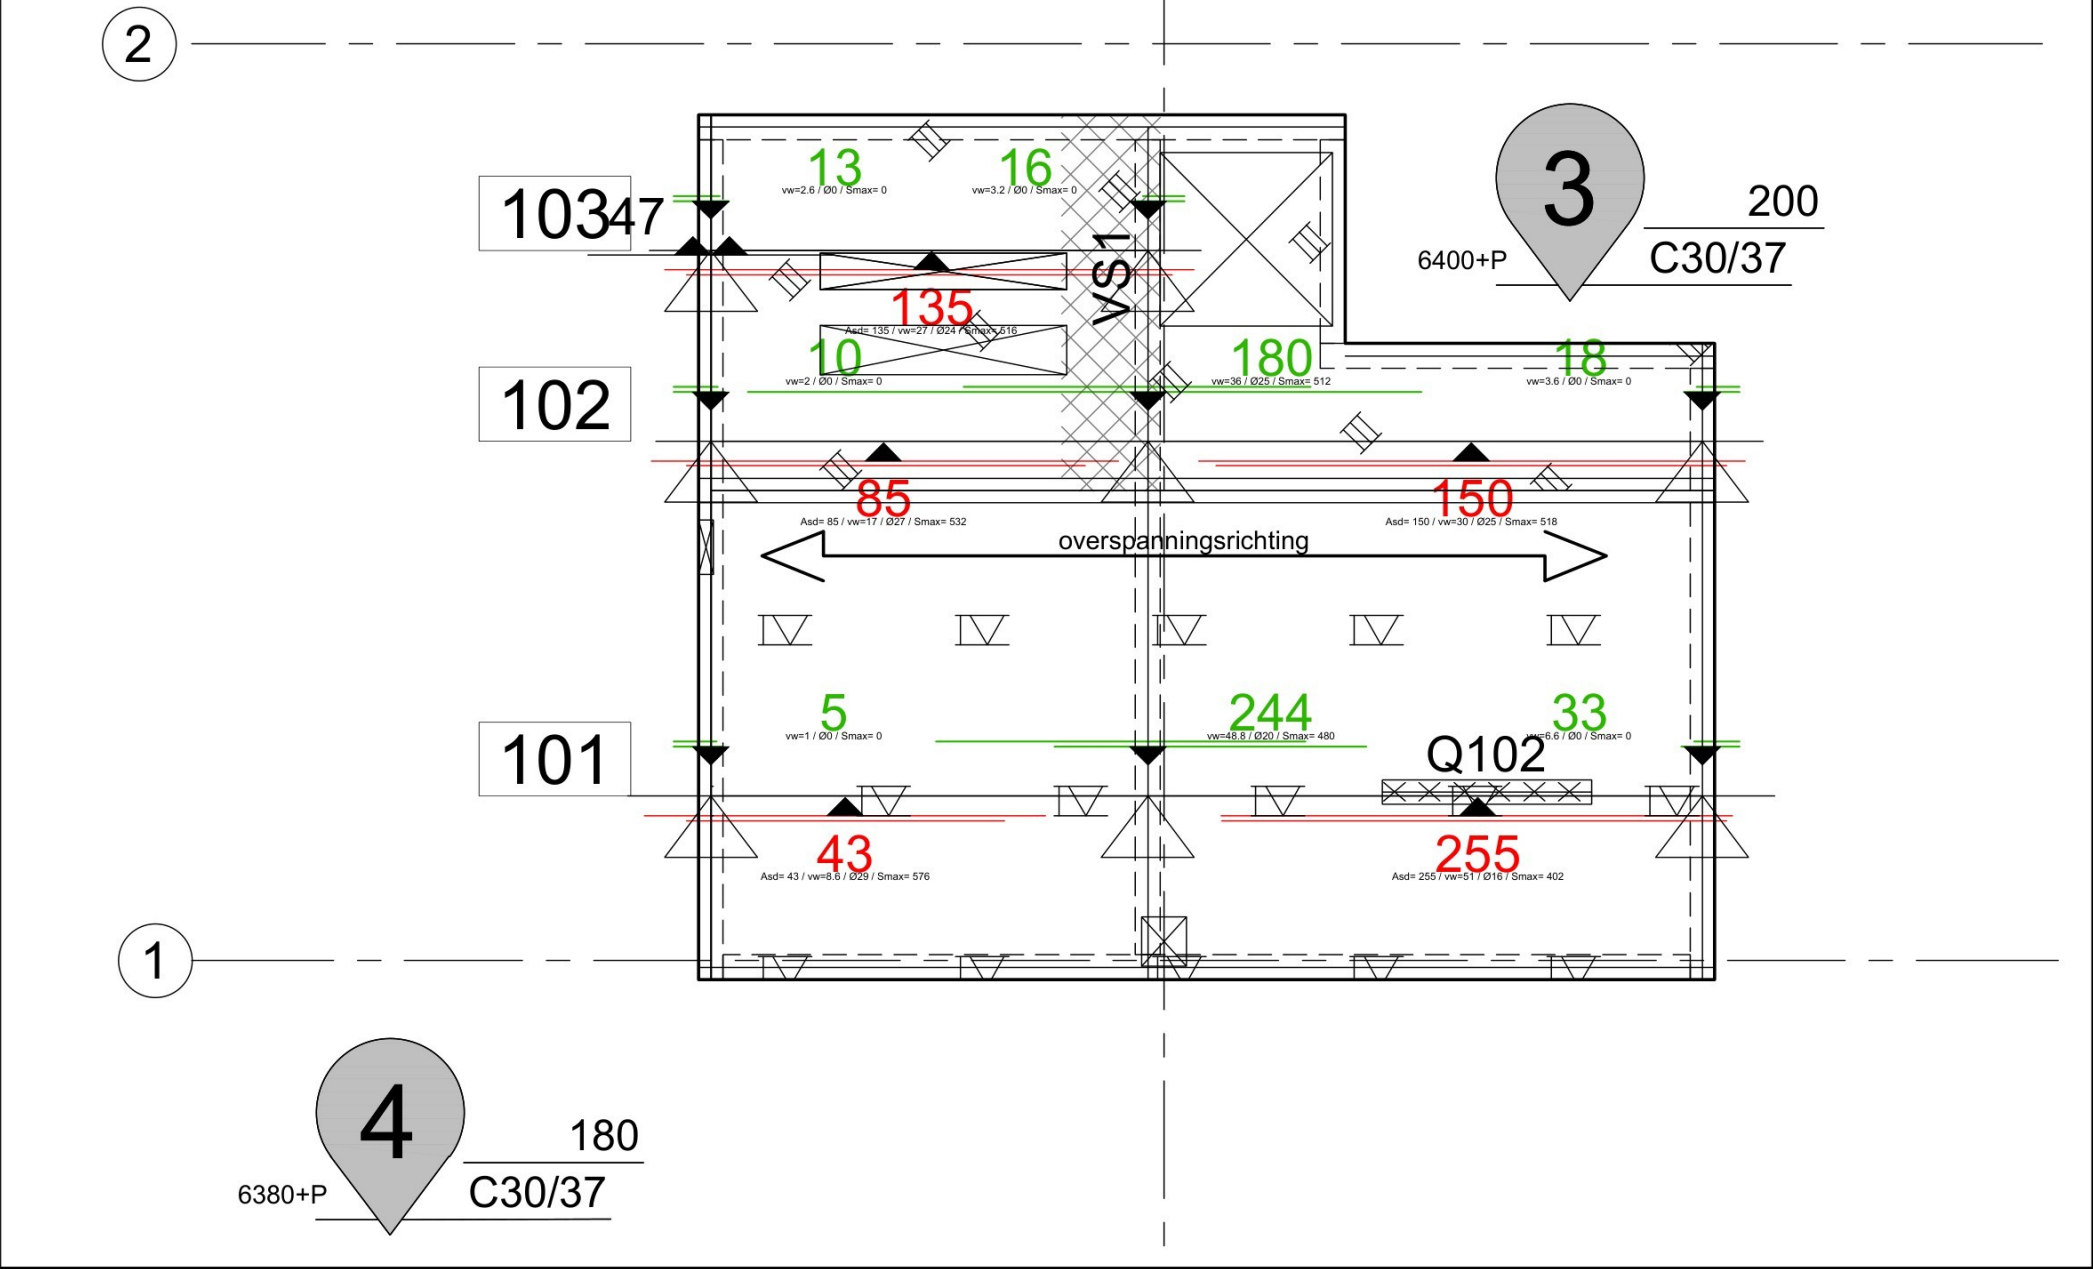 2
13
16
vw=2.6 / Ø0 / Smax= 0
vw=3.2 / Ø0 / Smax= 0
3
200
C30/37
6400+P
103
47
VS1
135
Asd= 135 / vw=27 / Ø24 / Smax= 516
10
180
18
vw=2 / Ø0 / Smax= 0
vw=36 / Ø25 / Smax= 512
vw=3.6 / Ø0 / Smax= 0
102
85
150
Asd= 85 / vw=17 / Ø27 / Smax= 532
Asd= 150 / vw=30 / Ø25 / Smax= 518
overspanningsrichting
5
244
33
vw=1 / Ø0 / Smax= 0
vw=48.8 / Ø20 / Smax= 480
vw=6.6 / Ø0 / Smax= 0
Q102
101
43
255
Asd= 43 / vw=8.6 / Ø29 / Smax= 576
Asd= 255 / vw=51 / Ø16 / Smax= 402
1
4
180
C30/37
6380+P